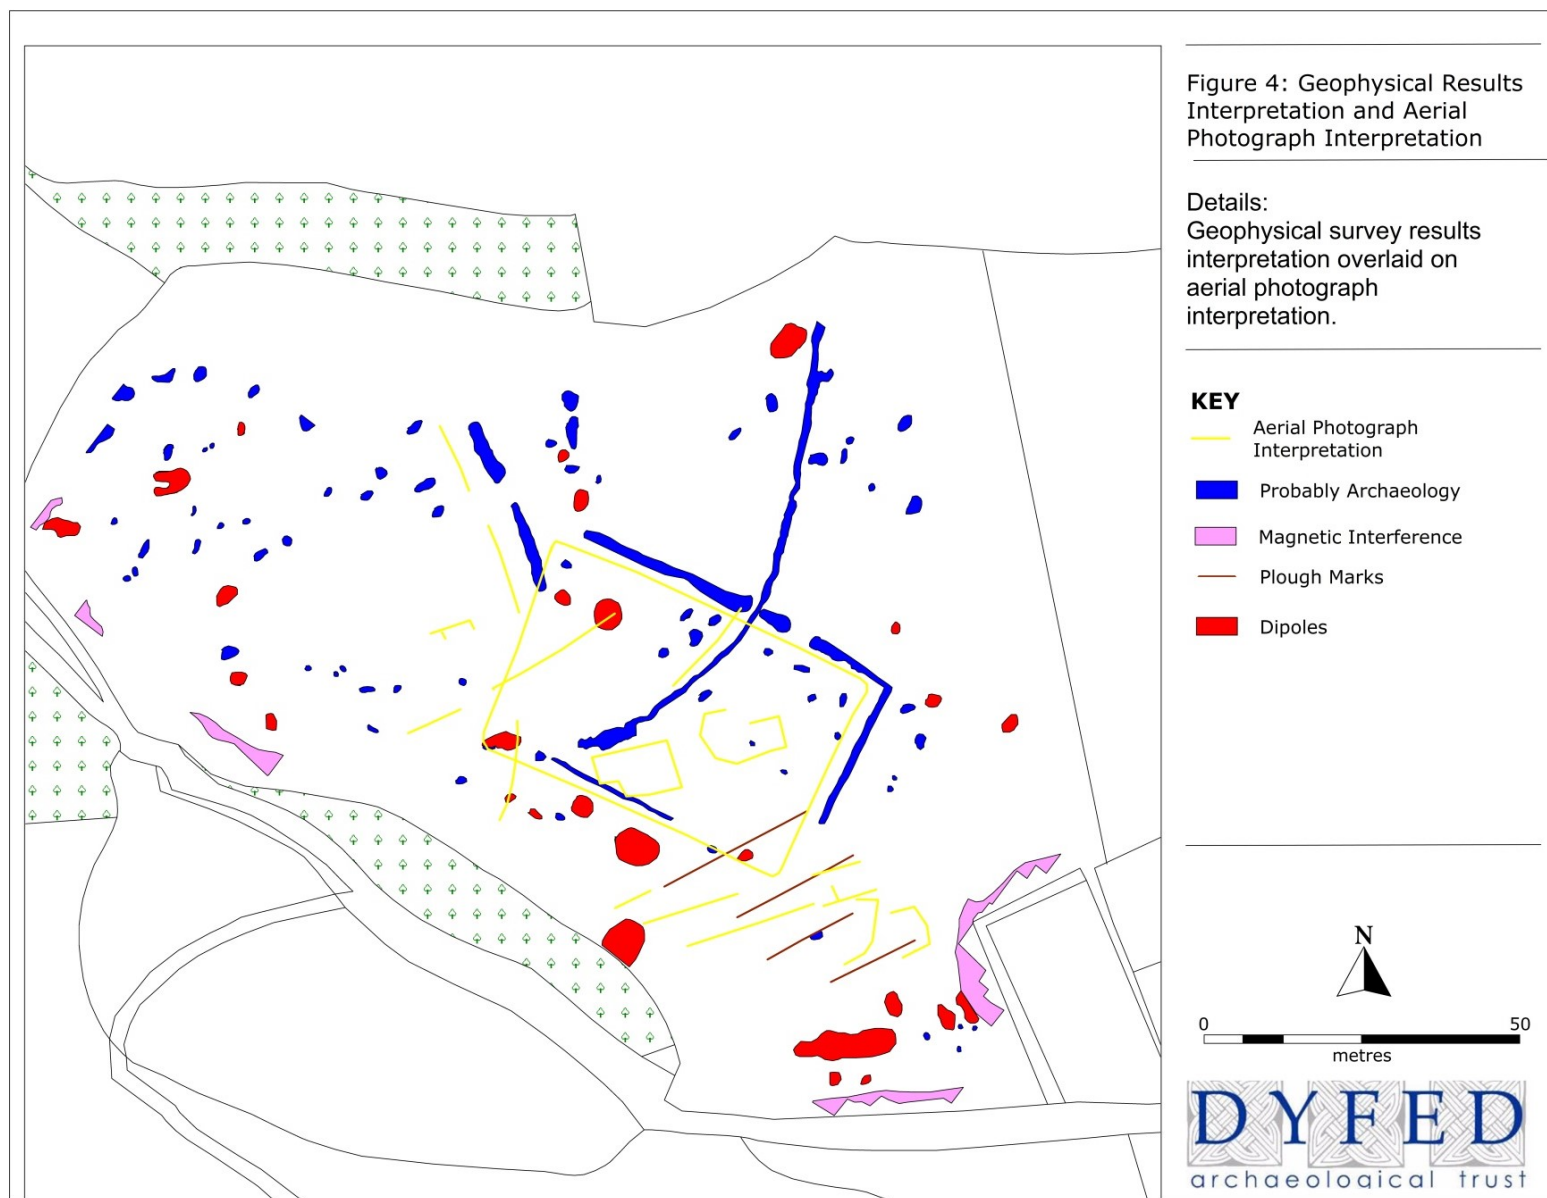 Figure 4: Geophysical Results
Interpretation and Aerial
Photograph Interpretation
Details:
Geophysical survey results
interpretation overlaid on
aerial photograph
interpretation.
KEY
Aerial Photograph
Interpretation
Probably Archaeology
Magnetic Interference
Plough Marks
Dipoles
N
0 50
metres
DYFED
archaeological trust